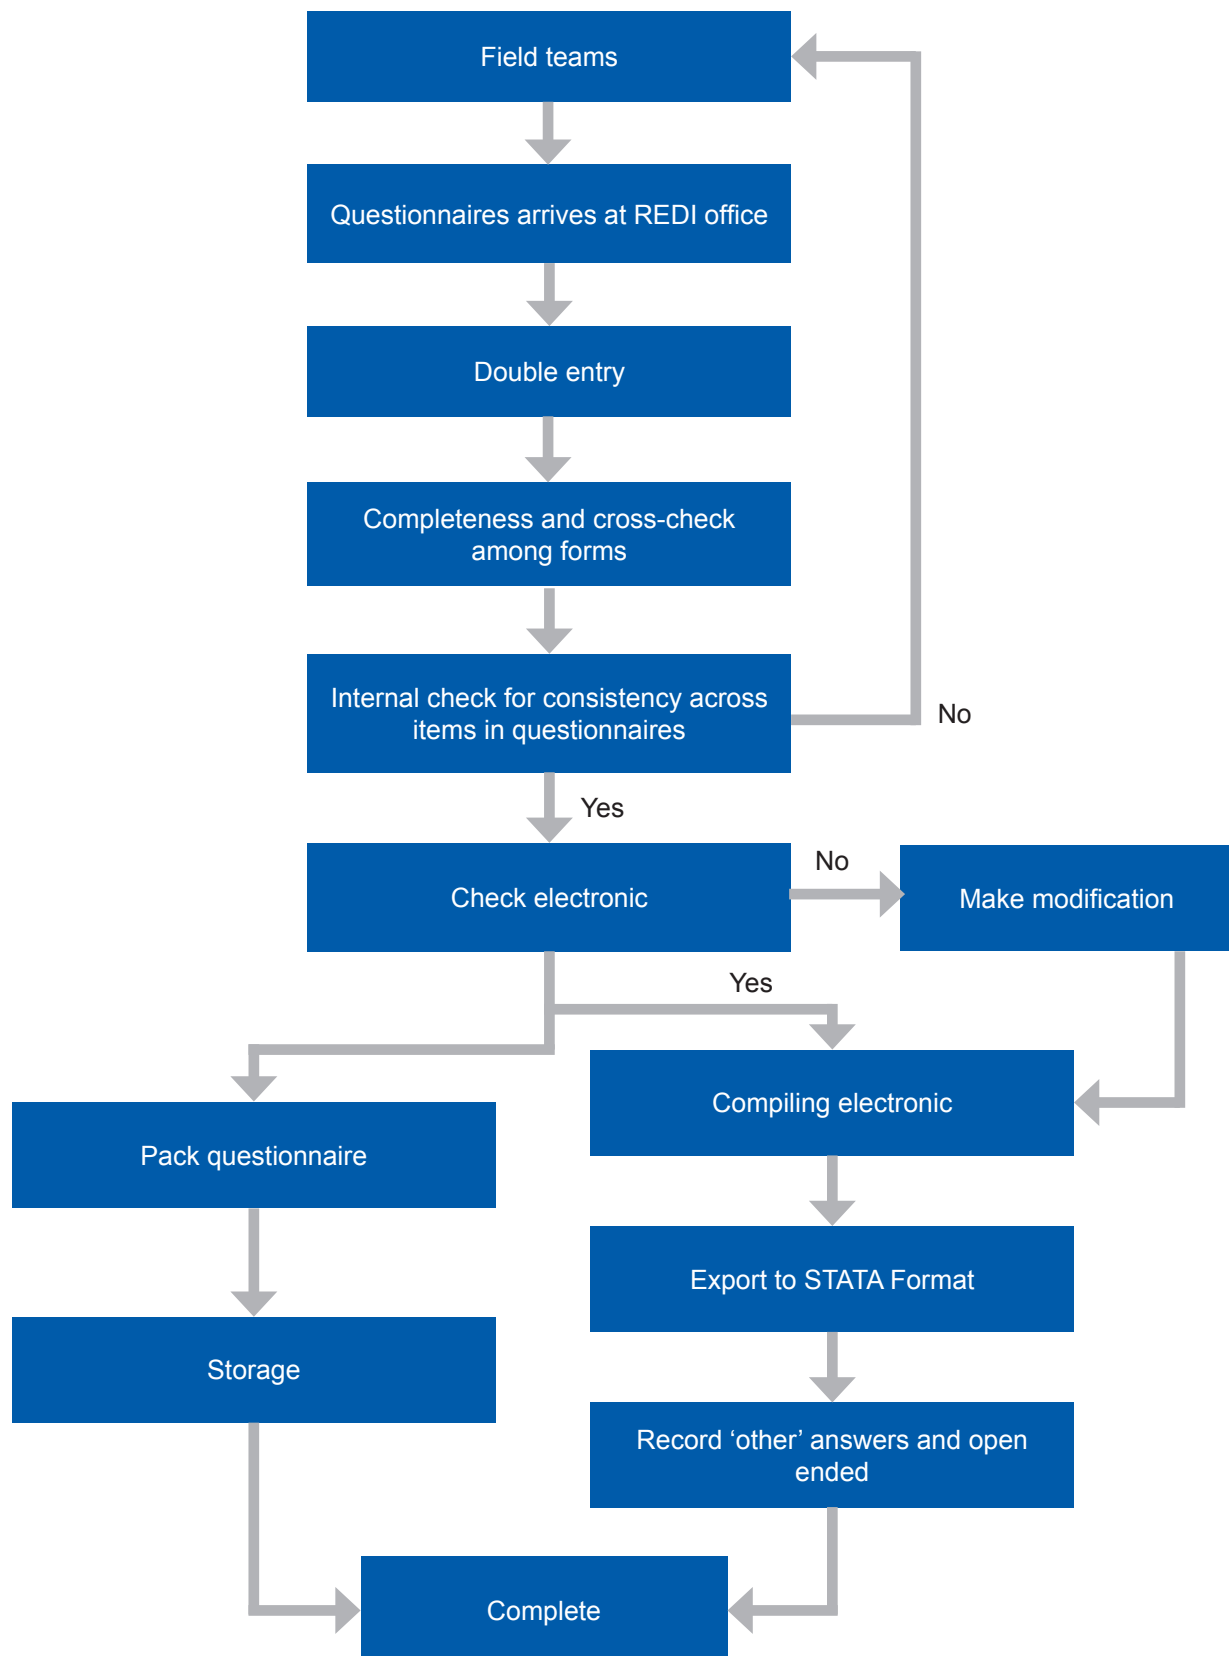 Field teams
Questionnaires arrives at REDI office
Double entry
Completeness and cross-check
among forms
Internal check for consistency across
items in questionnaires
No
Yes
Check electronic
No
Make modification
Yes
Compiling electronic
Pack questionnaire
Export to STATA Format
Storage
Record ‘other’ answers and open
ended
Complete